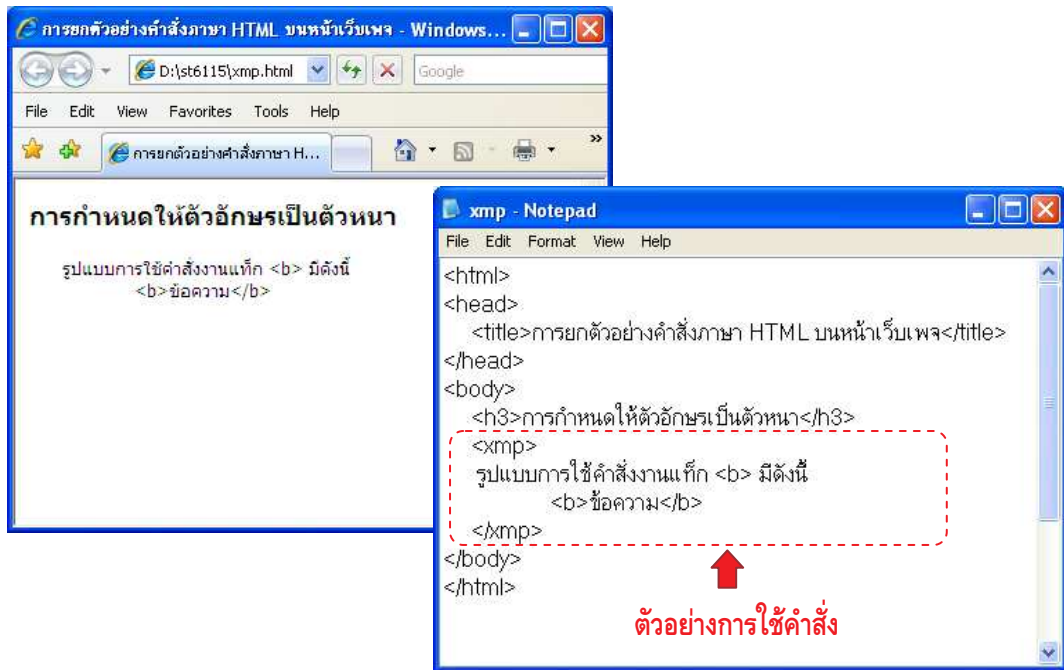 การยกตัวอย่างคำสั่งภาษา HTML บนหน้าเว็บเพจ - Windows...
D:\st6115\xmp.html
Google
File Edit View Favorites Tools Help
การยกตัวอย่างคำสั่งภาษา H...
»
การกำหนดให้ตัวอักษรเป็นตัวหนา
รูปแบบการใช้คำสั่งงานแท็ก <b> มีดังนี้
<b>ข้อความ</b>
xmp - Notepad
File Edit Format View Help
<html>
<head>
<title>การยกตัวอย่างคำสั่งภาษา HTML บนหน้าเว็บเพจ</title>
</head>
<body>
<h3>การกำหนดให้ตัวอักษรเป็นตัวหนา</h3>
<xmp>
รูปแบบการใช้คำสั่งงานแท็ก <b> มีดังนี้
<b>ข้อความ</b>
</xmp>
</body>
</html>
ตัวอย่างการใช้คำสั่ง